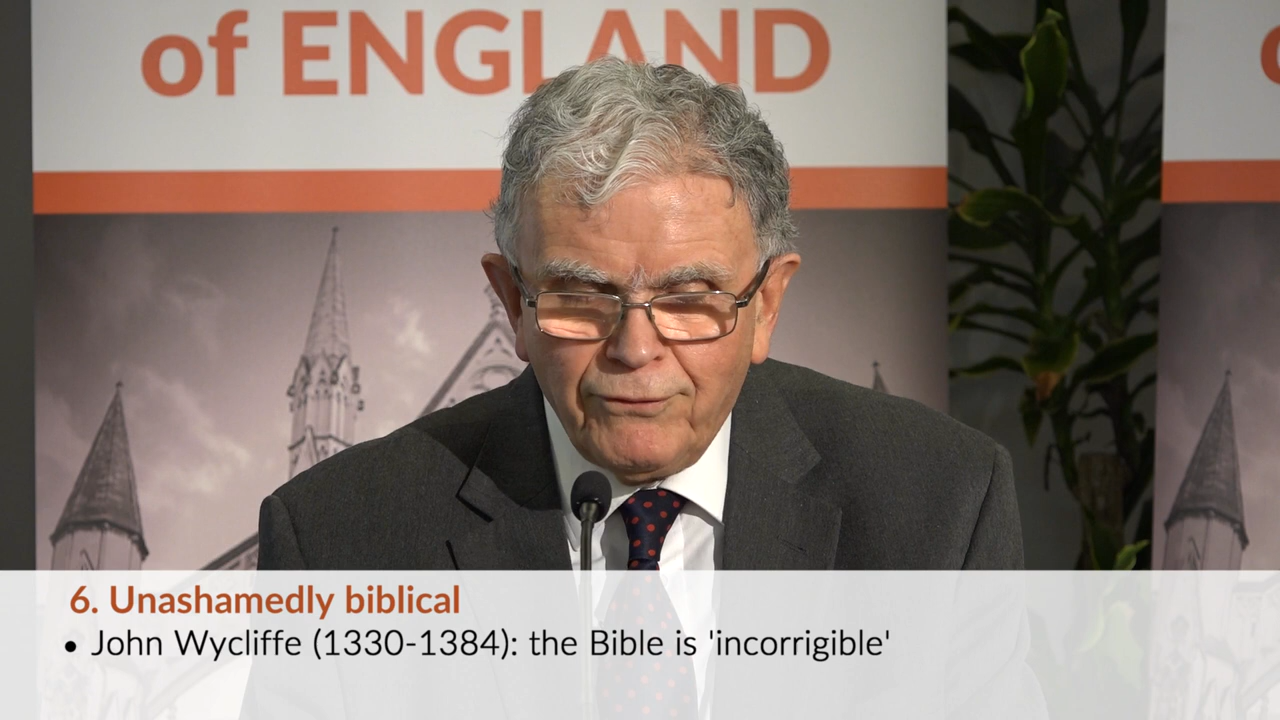 of ENGLAND
6. Unashamedly biblical
• John Wycliffe (1330-1384): the Bible is 'incorrigible'